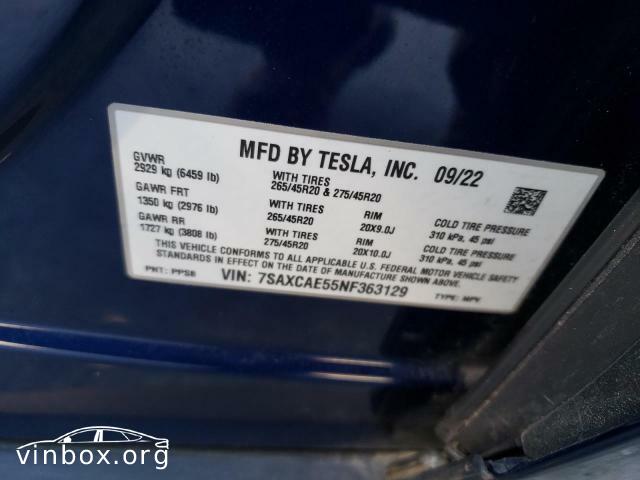 MFD BY TESLA, INC. 09/22
GVWR
2929 kg (6459 lb)
WITH TIRES
265/45R20 & 275/45R20
GAWR FRT
1350 kg (2976 lb)
WITH TIRES
265/45R20
RIM
20X9.0J
COLD TIRE PRESSURE
310 kPa, 45 psi
GAWR RR
1727 kg (3808 lb)
WITH TIRES
275/45R20
RIM
20X10.0J
COLD TIRE PRESSURE
310 kPa, 45 psi
THIS VEHICLE CONFORMS TO ALL APPLICABLE U.S. FEDERAL MOTOR VEHICLE SAFETY
STANDARDS IN EFFECT ON THE DATE OF MANUFACTURE SHOWN ABOVE.
PNT: PPSB
VIN: 7SAXCAE55NF363129
TYPE: MPV
vinbox.org